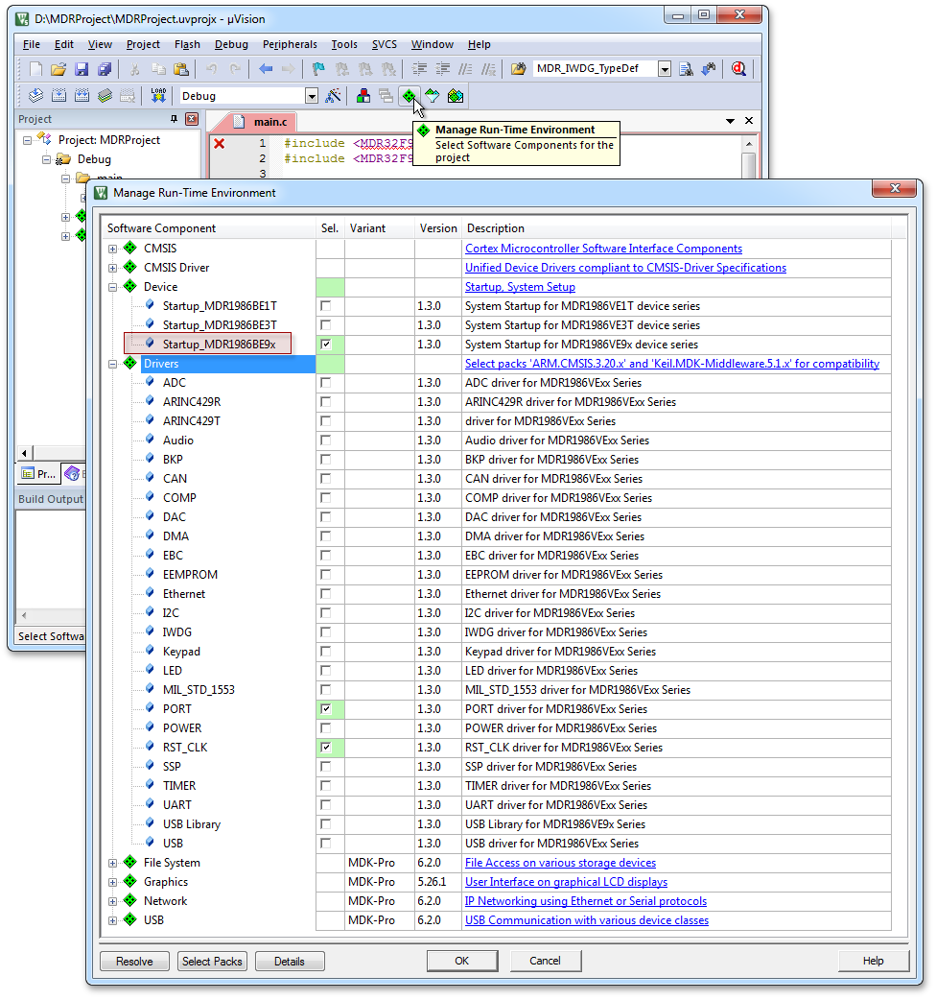 D:\MDRProject\MDRProject.uvprojx - µVision
File Edit View Project Flash Debug Peripherals Tools SVCS Window Help
MDR_IWDG_TypeDef
LOAD Debug
Project
main.c
Project: MDRProject
Debug
main
1 #include <MDR32F9
2 #include <MDR32F9
3
Manage Run-Time Environment
Select Software Components for the
project
Pr...
Build Output
Select Softwa
Manage Run-Time Environment
Software Component Sel. Variant Version Description
CMSIS Cortex Microcontroller Software Interface Components
CMSIS Driver Unified Device Drivers compliant to CMSIS-Driver Specifications
Device Startup, System Setup
Startup_MDR1986BE1T 1.3.0 System Startup for MDR1986VE1T device series
Startup_MDR1986BE3T 1.3.0 System Startup for MDR1986VE3T device series
Startup_MDR1986BE9x 1.3.0 System Startup for MDR1986VE9x device series
Drivers Select packs 'ARM.CMSIS.3.20.x' and 'Keil.MDK-Middleware.5.1.x' for compatibility
ADC 1.3.0 ADC driver for MDR1986VExx Series
ARINC429R 1.3.0 ARINC429R driver for MDR1986VExx Series
ARINC429T 1.3.0 driver for MDR1986VExx Series
Audio 1.3.0 Audio driver for MDR1986VExx Series
BKP 1.3.0 BKP driver for MDR1986VExx Series
CAN 1.3.0 CAN driver for MDR1986VExx Series
COMP 1.3.0 COMP driver for MDR1986VExx Series
DAC 1.3.0 DAC driver for MDR1986VExx Series
DMA 1.3.0 DMA driver for MDR1986VExx Series
EBC 1.3.0 EBC driver for MDR1986VExx Series
EEMPROM 1.3.0 EEPROM driver for MDR1986VExx Series
Ethernet 1.3.0 Ethernet driver for MDR1986VExx Series
I2C 1.3.0 I2C driver for MDR1986VExx Series
IWDG 1.3.0 IWDG driver for MDR1986VExx Series
Keypad 1.3.0 Keypad driver for MDR1986VExx Series
LED 1.3.0 LED driver for MDR1986VExx Series
MIL_STD_1553 1.3.0 MIL_STD_1553 driver for MDR1986VExx Series
PORT 1.3.0 PORT driver for MDR1986VExx Series
POWER 1.3.0 POWER driver for MDR1986VExx Series
RST_CLK 1.3.0 RST_CLK driver for MDR1986VExx Series
SSP 1.3.0 SSP driver for MDR1986VExx Series
TIMER 1.3.0 TIMER driver for MDR1986VExx Series
UART 1.3.0 UART driver for MDR1986VExx Series
USB Library 1.3.0 USB Library for MDR1986VE9x Series
USB 1.3.0 USB driver for MDR1986VExx Series
File System MDK-Pro 6.2.0 File Access on various storage devices
Graphics MDK-Pro 5.26.1 User Interface on graphical LCD displays
Network MDK-Pro 6.2.0 IP Networking using Ethernet or Serial protocols
USB MDK-Pro 6.2.0 USB Communication with various device classes
Resolve Select Packs Details OK Cancel Help